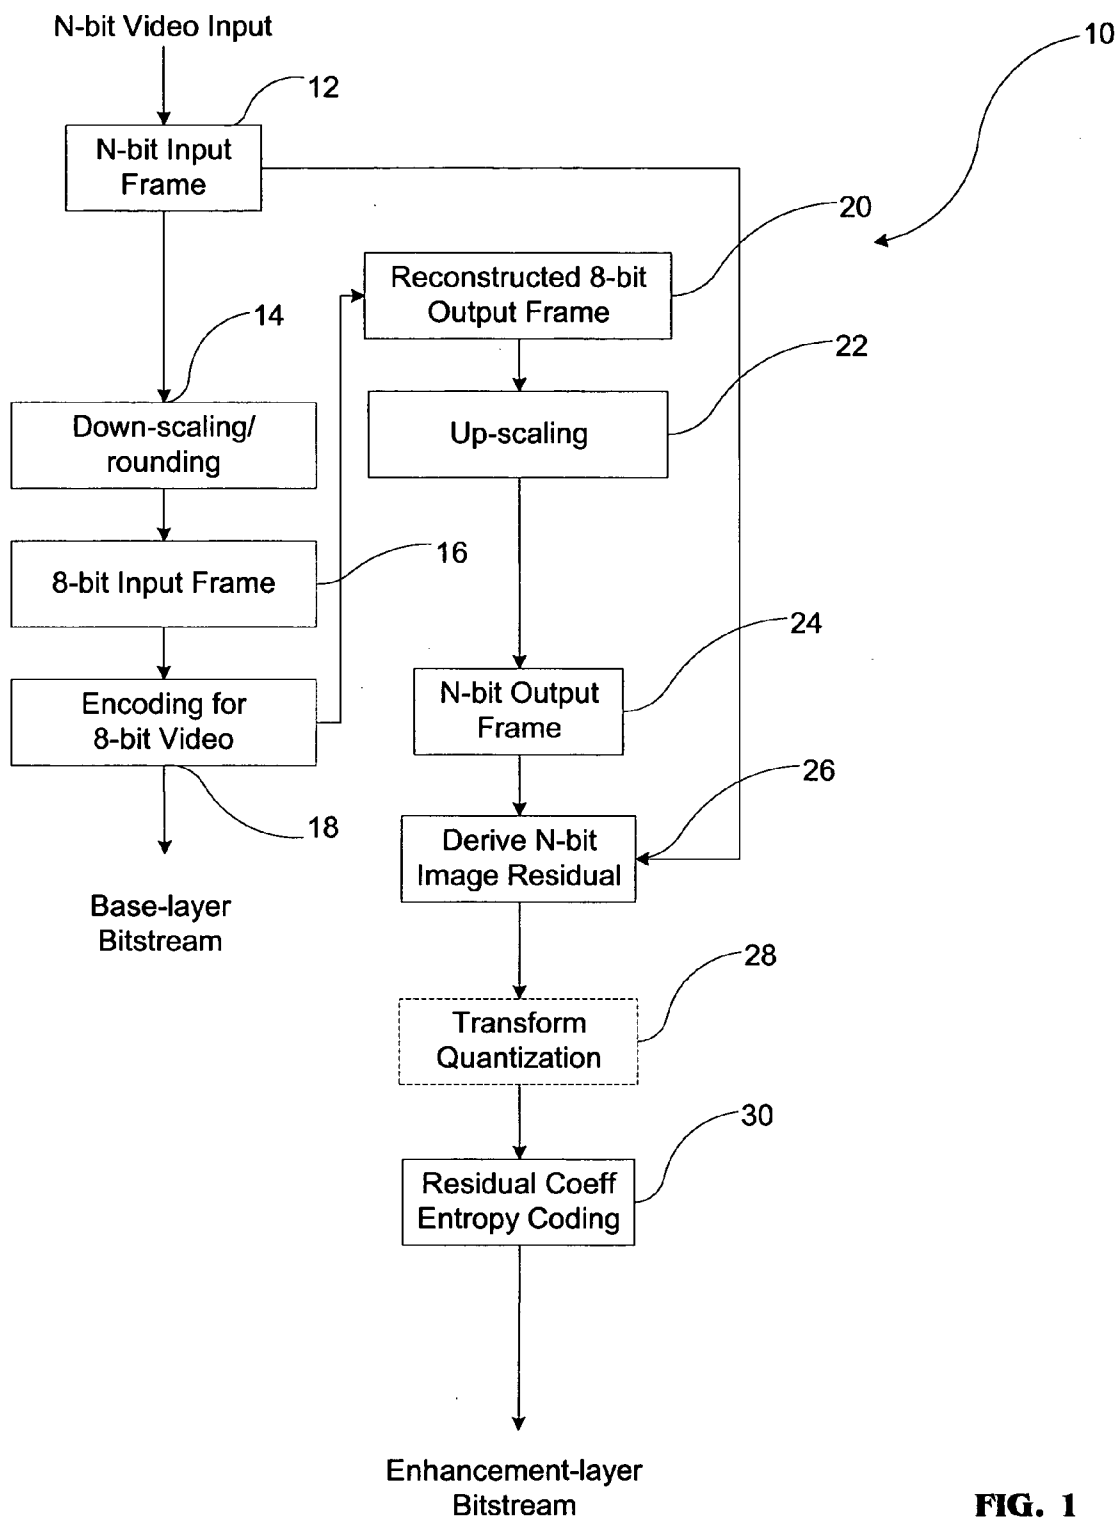 N-bit Video Input
10
12
N-bit Input
Frame
20
Reconstructed 8-bit
Output Frame
14
22
Down-scaling/
rounding
Up-scaling
16
8-bit Input Frame
24
Encoding for
8-bit Video
N-bit Output
Frame
26
18
Derive N-bit
Image Residual
Base-layer
Bitstream
28
Transform
Quantization
30
Residual Coeff
Entropy Coding
Enhancement-layer
Bitstream
FIG. 1